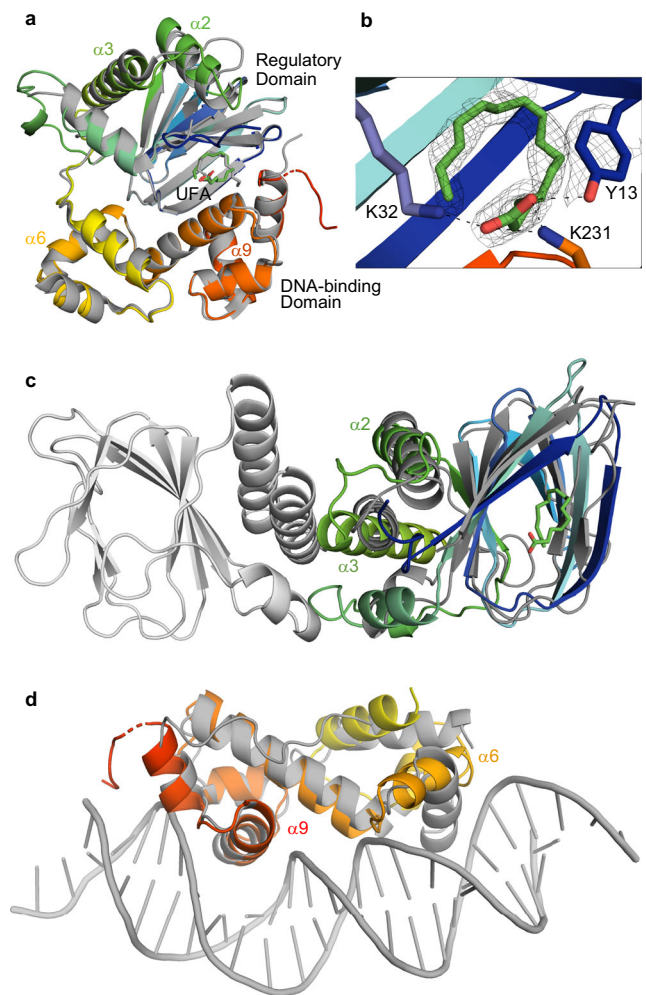 a
α2
α3
Regulatory
Domain
UFA
α6
α9
DNA-binding
Domain
b
K32
Y13
K231
c
α2
α3
d
α6
α9